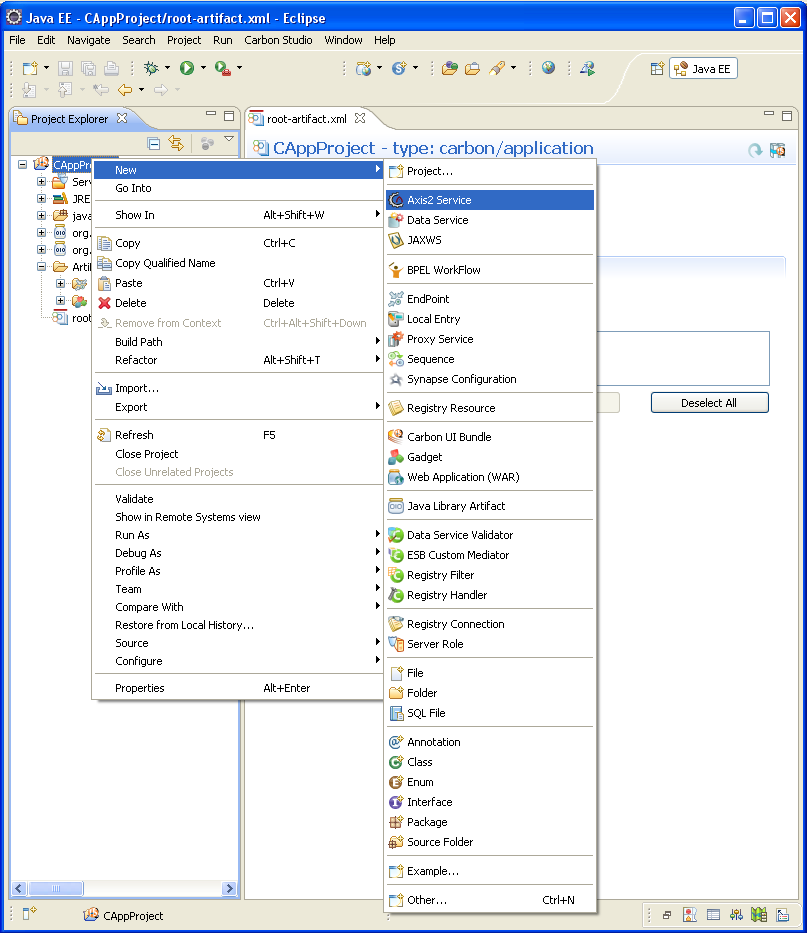 Java EE - CAppProject/root-artifact.xml - Eclipse
File Edit Navigate Search Project Run Carbon Studio Window Help
Java EE
Project Explorer
root-artifact.xml
CAppProject - type: carbon/application
CAppPr
Ser
JRE
java
org.
org.
Artif
root
New
Go Into
Show In Alt+Shift+W
Copy Ctrl+C
Copy Qualified Name
Paste Ctrl+V
Delete Delete
Remove from Context Ctrl+Alt+Shift+Down
Build Path
Refactor Alt+Shift+T
Import...
Export
Refresh F5
Close Project
Close Unrelated Projects
Validate
Show in Remote Systems view
Run As
Debug As
Profile As
Team
Compare With
Restore from Local History...
Source
Configure
Properties Alt+Enter
Project...
Axis2 Service
Data Service
JAXWS
BPEL WorkFlow
EndPoint
Local Entry
Proxy Service
Sequence
Synapse Configuration
Registry Resource
Carbon UI Bundle
Gadget
Web Application (WAR)
Java Library Artifact
Data Service Validator
ESB Custom Mediator
Registry Filter
Registry Handler
Registry Connection
Server Role
File
Folder
SQL File
Annotation
Class
Enum
Interface
Package
Source Folder
Example...
Other... Ctrl+N
Deselect All
CAppProject